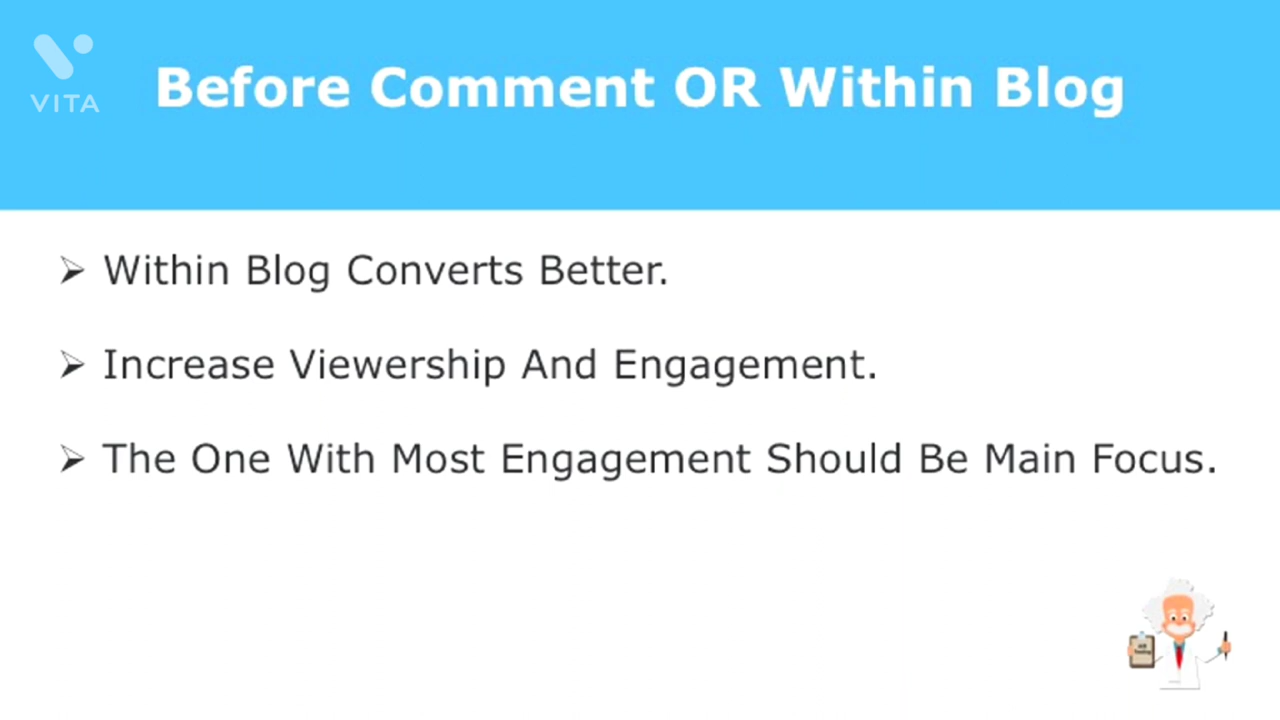 VITA
Before Comment OR Within Blog
Within Blog Converts Better.
Increase Viewership And Engagement.
The One With Most Engagement Should Be Main Focus.